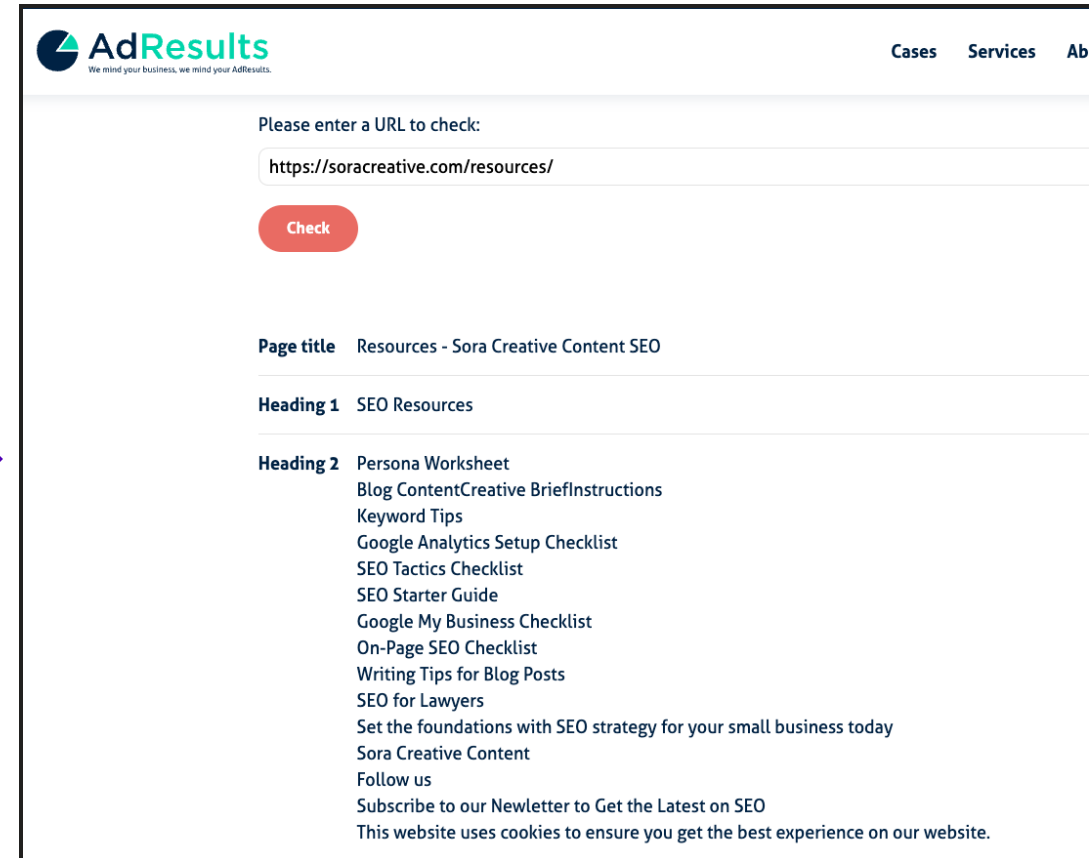 AdResults
We mind your business, we mind your AdResults.
Cases Services Ab
Please enter a URL to check:
https://soracreative.com/resources/
Check
Page title Resources - Sora Creative Content SEO
Heading 1 SEO Resources
Heading 2 Persona Worksheet
Blog ContentCreative BriefInstructions
Keyword Tips
Google Analytics Setup Checklist
SEO Tactics Checklist
SEO Starter Guide
Google My Business Checklist
On-Page SEO Checklist
Writing Tips for Blog Posts
SEO for Lawyers
Set the foundations with SEO strategy for your small business today
Sora Creative Content
Follow us
Subscribe to our Newletter to Get the Latest on SEO
This website uses cookies to ensure you get the best experience on our website.